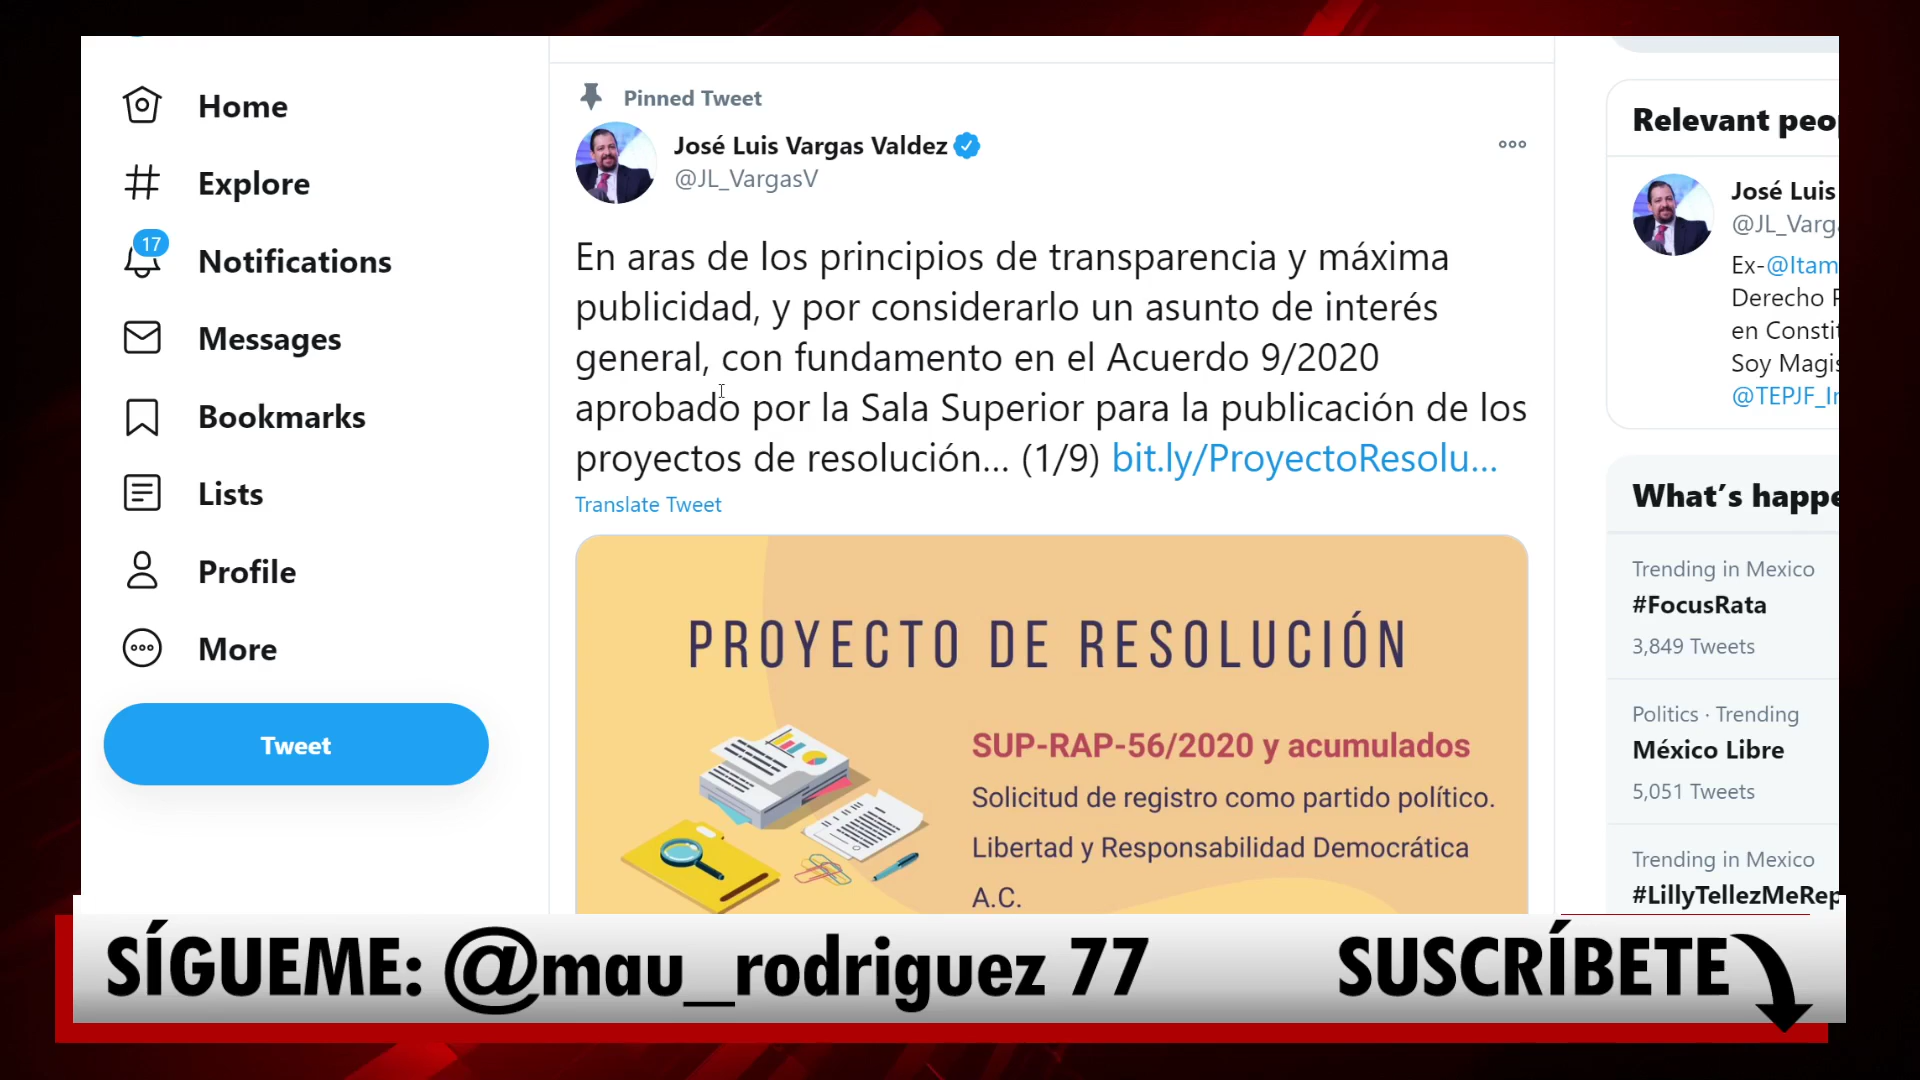 Home
Explore
17
Notifications
Messages
Bookmarks
Lists
Profile
More
Tweet
Pinned Tweet
José Luis Vargas Valdez
@JL_VargasV
En aras de los principios de transparencia y máxima
publicidad, y por considerarlo un asunto de interés
general, con fundamento en el Acuerdo 9/2020
aprobado por la Sala Superior para la publicación de los
proyectos de resolución... (1/9) bit.ly/ProyectoResolu...
Translate Tweet
PROYECTO DE RESOLUCIÓN
SUP-RAP-56/2020 y acumulados
Solicitud de registro como partido político.
Libertad y Responsabilidad Democrática
A.C.
Relevant peo
José Luis
@JL_Varga
Ex-@Itam
Derecho
en Consti
Soy Magis
@TEPJF_In
What's happe
Trending in Mexico
#FocusRata
3,849 Tweets
Politics · Trending
México Libre
5,051 Tweets
Trending in Mexico
#LillyTellezMeRep
SÍGUEME: @mau_rodriguez 77
SUSCRÍBETE